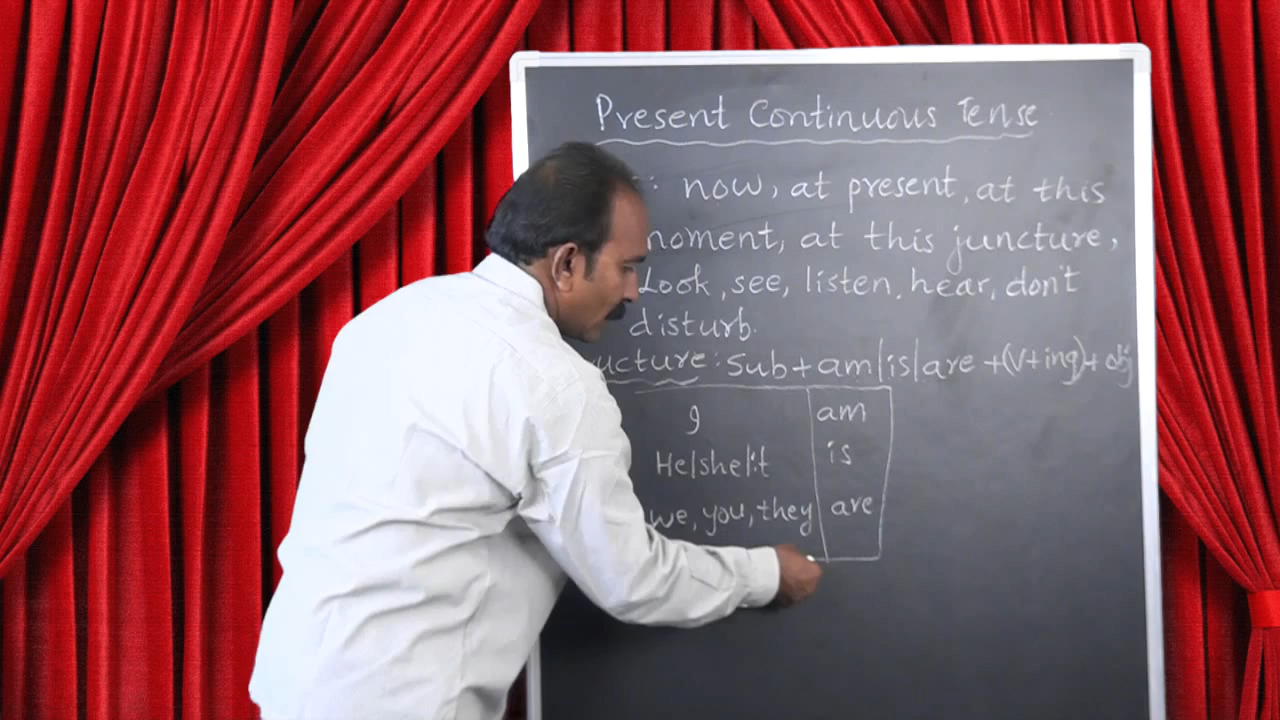 Present Continuous Tense
: now, at present, at this
moment, at this juncture,
Look, see, listen, hear, don't
disturb.
ucture: Sub+am/is/are+(V+ing)+obj
I am
He/she/it is
we, you, they are